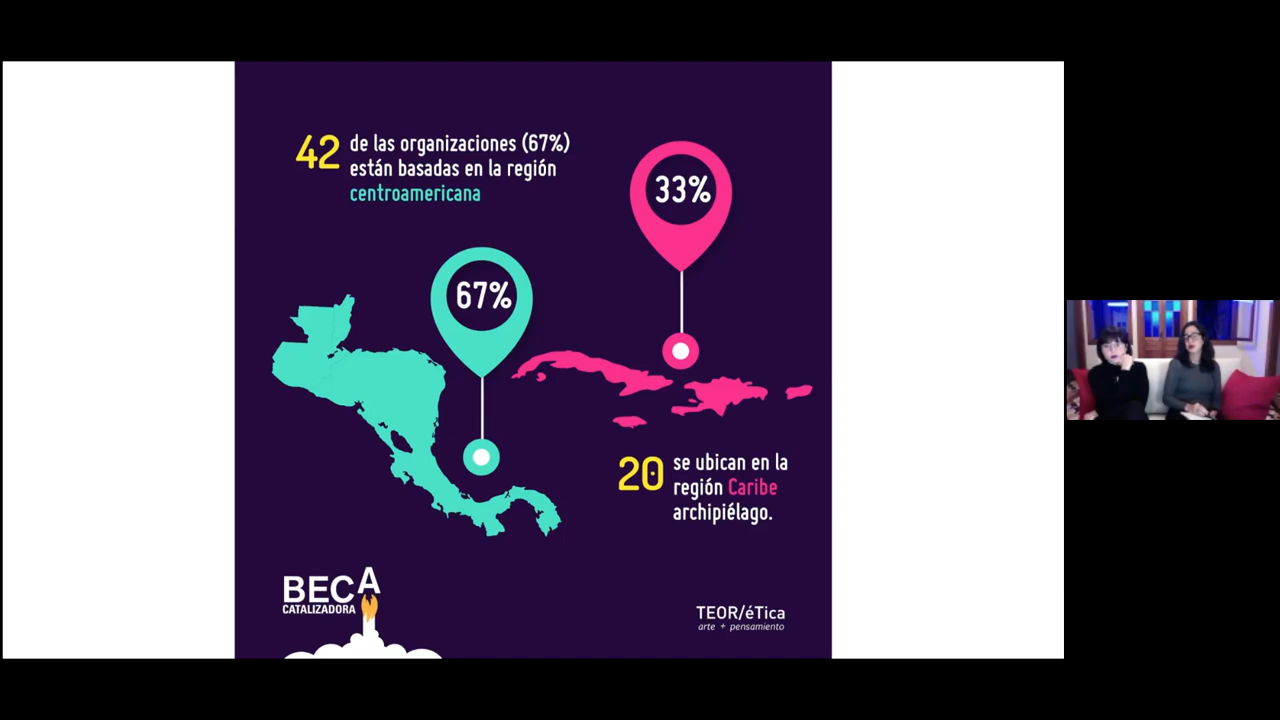 42 de las organizaciones (67%)
están basadas en la región
centroamericana
33%
67%
20 se ubican en la
región Caribe
archipiélago.
BECA
CATALIZADORA
TEOR/éTica
arte + pensamiento